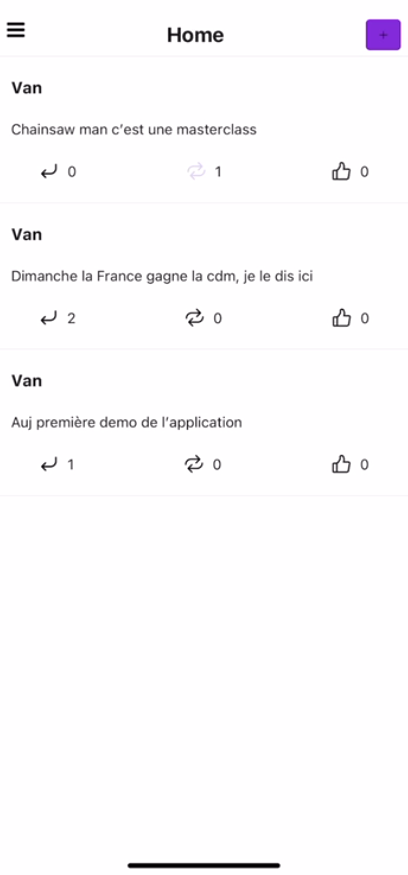 Home
+
Van
Chainsaw man c’est une masterclass
0 1 0
Van
Dimanche la France gagne la cdm, je le dis ici
2 0 0
Van
Auj première demo de l’application
1 0 0